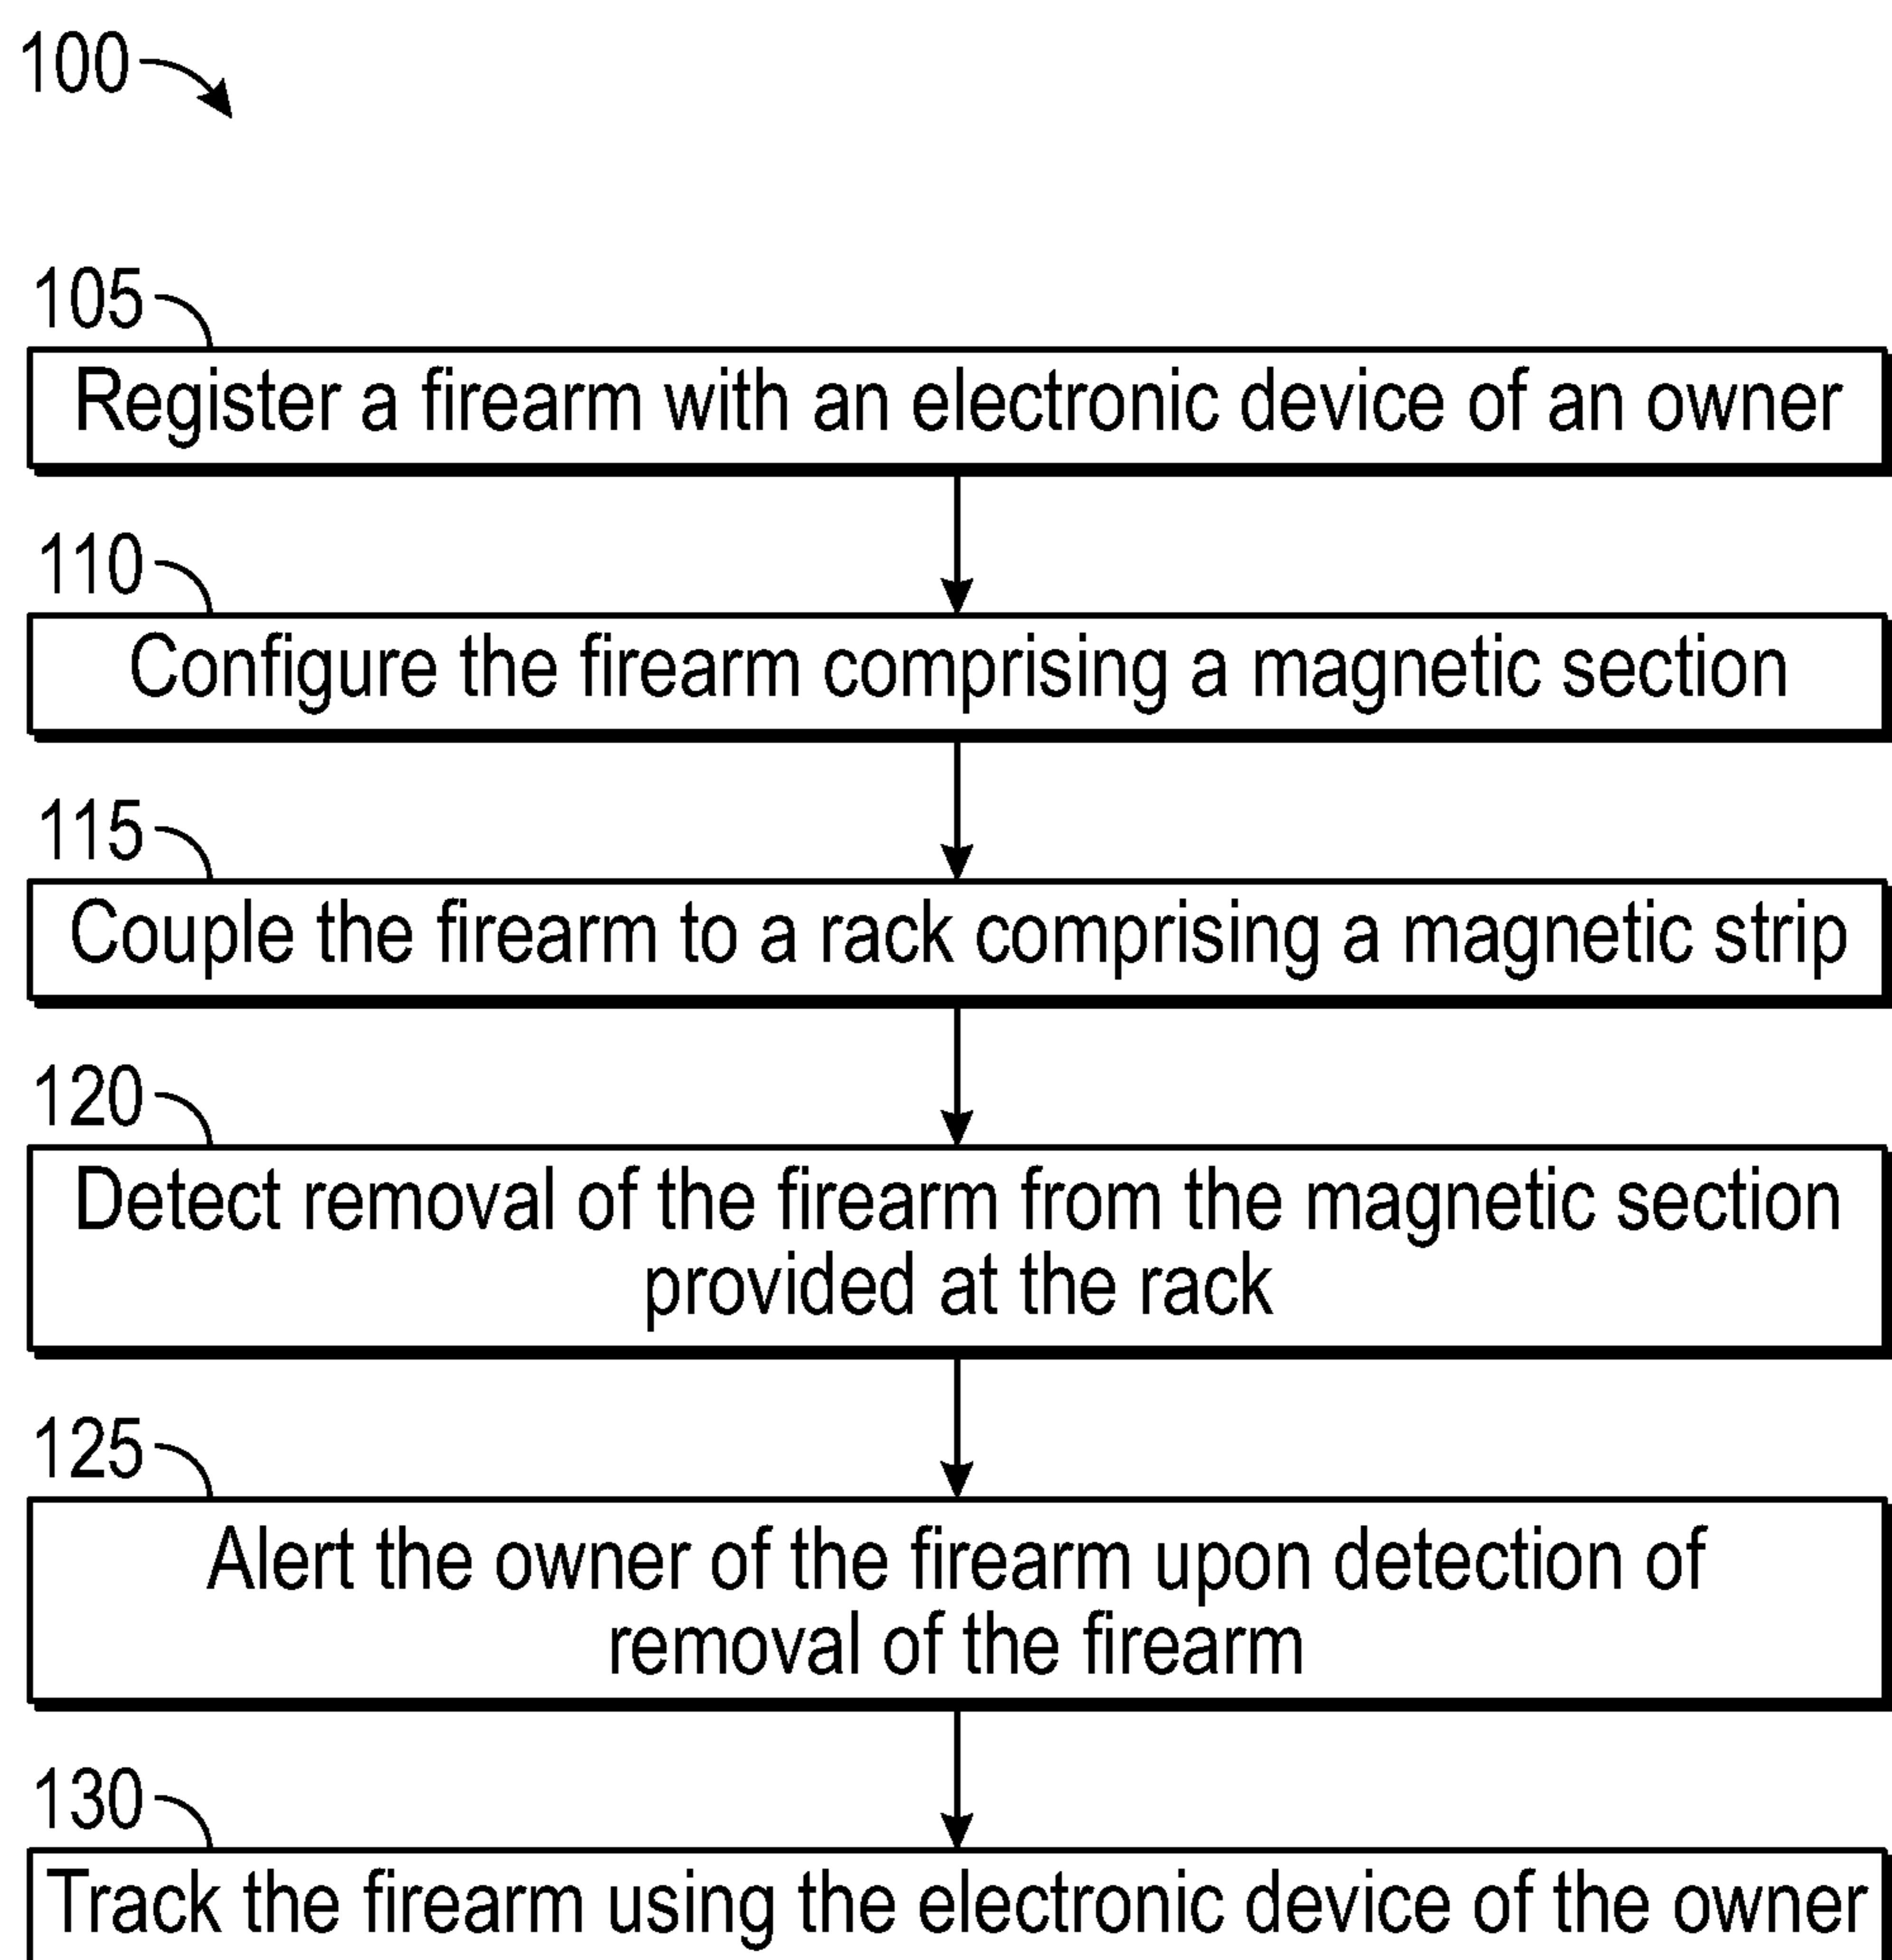 100
105
Register a firearm with an electronic device of an owner
110
Configure the firearm comprising a magnetic section
115
Couple the firearm to a rack comprising a magnetic strip
120
Detect removal of the firearm from the magnetic section
provided at the rack
125
Alert the owner of the firearm upon detection of
removal of the firearm
130
Track the firearm using the electronic device of the owner